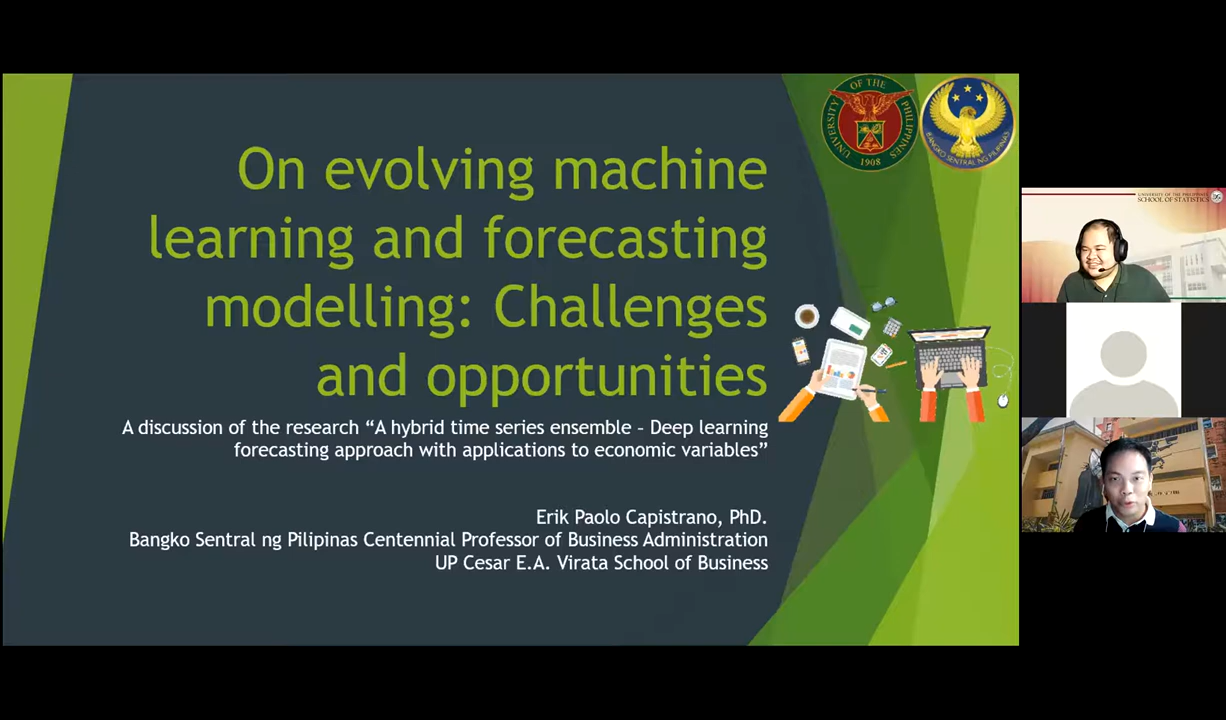 On evolving machine
learning and forecasting
modelling: Challenges
and opportunities
A discussion of the research “A hybrid time series ensemble – Deep learning
forecasting approach with applications to economic variables”
Erik Paolo Capistrano, PhD.
Bangko Sentral ng Pilipinas Centennial Professor of Business Administration
UP Cesar E.A. Virata School of Business
UNIVERSITY OF THE PHILIPPINES
1908
BANGKO SENTRAL NG PILIPINAS
UNIVERSITY OF THE PHILIPPINES
SCHOOL OF STATISTICS